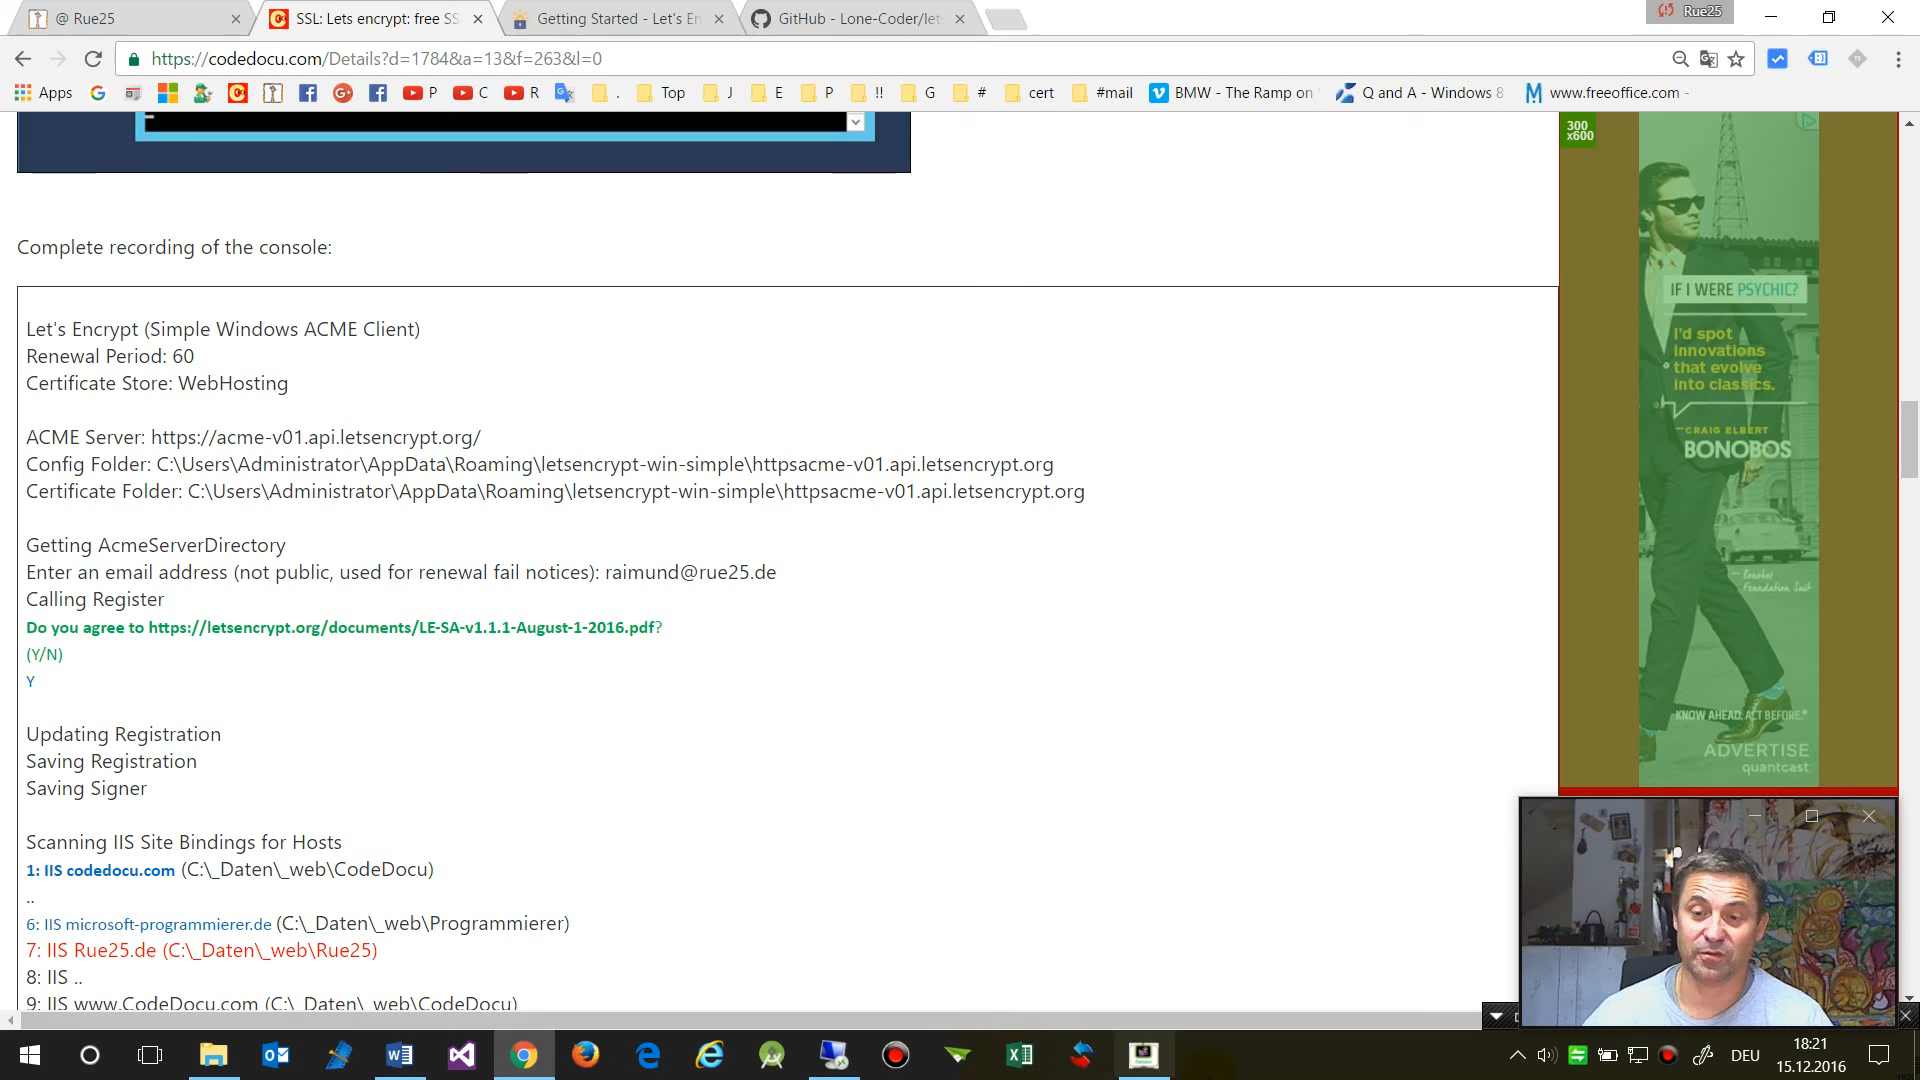 @ Rue25
SSL: Lets encrypt: free SS
Getting Started - Let's En
GitHub - Lone-Coder/let
Rue25
https://codedocu.com/Details?d=1784&a=13&f=263&l=0
Apps
P
C
R
.
Top
J
E
P
!!
G
#
cert
#mail
BMW - The Ramp on
Q and A - Windows 8
www.freeoffice.com -
Complete recording of the console:
Let's Encrypt (Simple Windows ACME Client)
Renewal Period: 60
Certificate Store: WebHosting
ACME Server: https://acme-v01.api.letsencrypt.org/
Config Folder: C:\Users\Administrator\AppData\Roaming\letsencrypt-win-simple\httpsacme-v01.api.letsencrypt.org
Certificate Folder: C:\Users\Administrator\AppData\Roaming\letsencrypt-win-simple\httpsacme-v01.api.letsencrypt.org
Getting AcmeServerDirectory
Enter an email address (not public, used for renewal fail notices): raimund@rue25.de
Calling Register
Do you agree to https://letsencrypt.org/documents/LE-SA-v1.1.1-August-1-2016.pdf?
(Y/N)
Y
Updating Registration
Saving Registration
Saving Signer
Scanning IIS Site Bindings for Hosts
1: IIS codedocu.com (C:\_Daten\_web\CodeDocu)
..
6: IIS microsoft-programmierer.de (C:\_Daten\_web\Programmierer)
7: IIS Rue25.de (C:\_Daten\_web\Rue25)
8: IIS ..
9: IIS www.CodeDocu.com (C:\_Daten\_web\CodeDocu)
300
x600
IF I WERE PSYCHIC?
I'd spot
innovations
that evolve
into classics.
—CRAIG ELBERT
BONOBOS
— Bonobos
Foundation Suit
KNOW AHEAD. ACT BEFORE.®
ADVERTISE
quantcast
DEU
18:21
15.12.2016